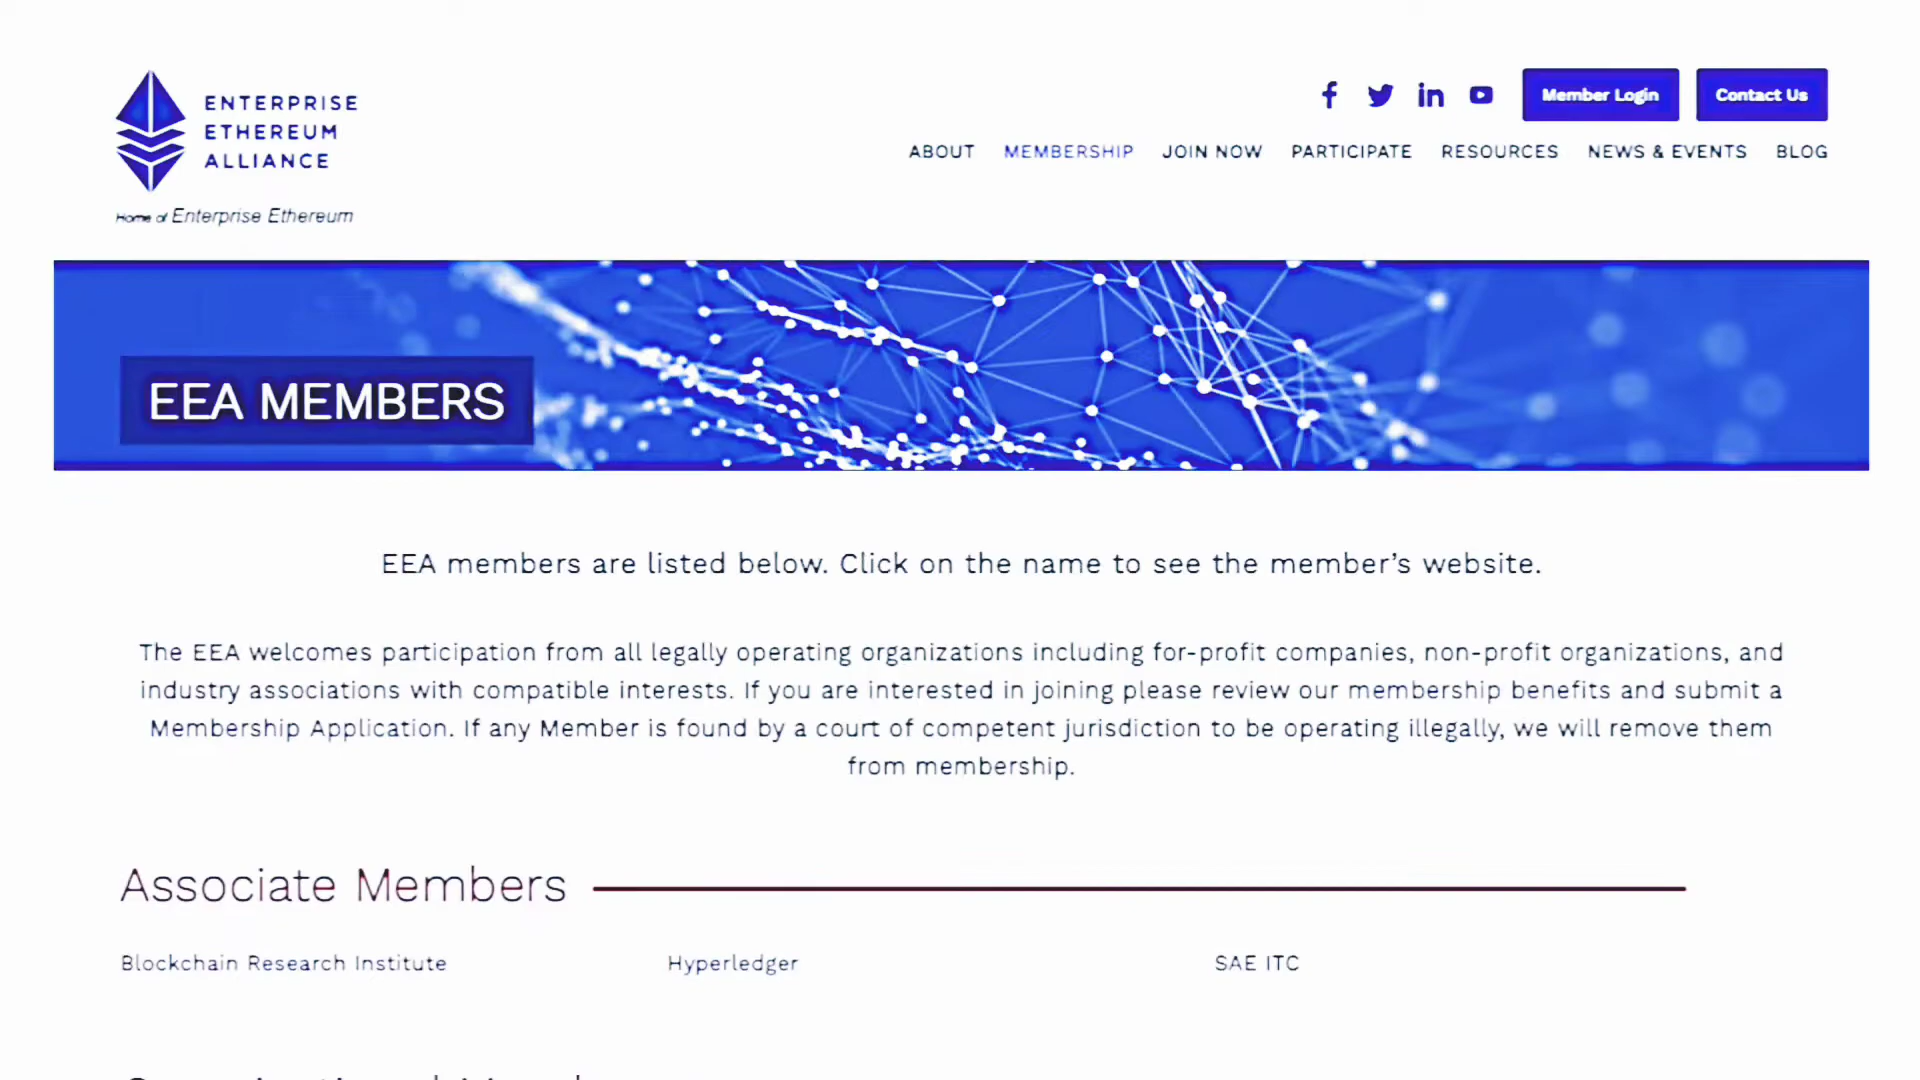 ENTERPRISE
ETHEREUM
ALLIANCE
Home of Enterprise Ethereum
Member Login
Contact Us
ABOUT MEMBERSHIP JOIN NOW PARTICIPATE RESOURCES NEWS & EVENTS BLOG
EEA MEMBERS
EEA members are listed below. Click on the name to see the member’s website.
The EEA welcomes participation from all legally operating organizations including for-profit companies, non-profit organizations, and
industry associations with compatible interests. If you are interested in joining please review our membership benefits and submit a
Membership Application. If any Member is found by a court of competent jurisdiction to be operating illegally, we will remove them
from membership.
Associate Members
Blockchain Research Institute Hyperledger SAE ITC